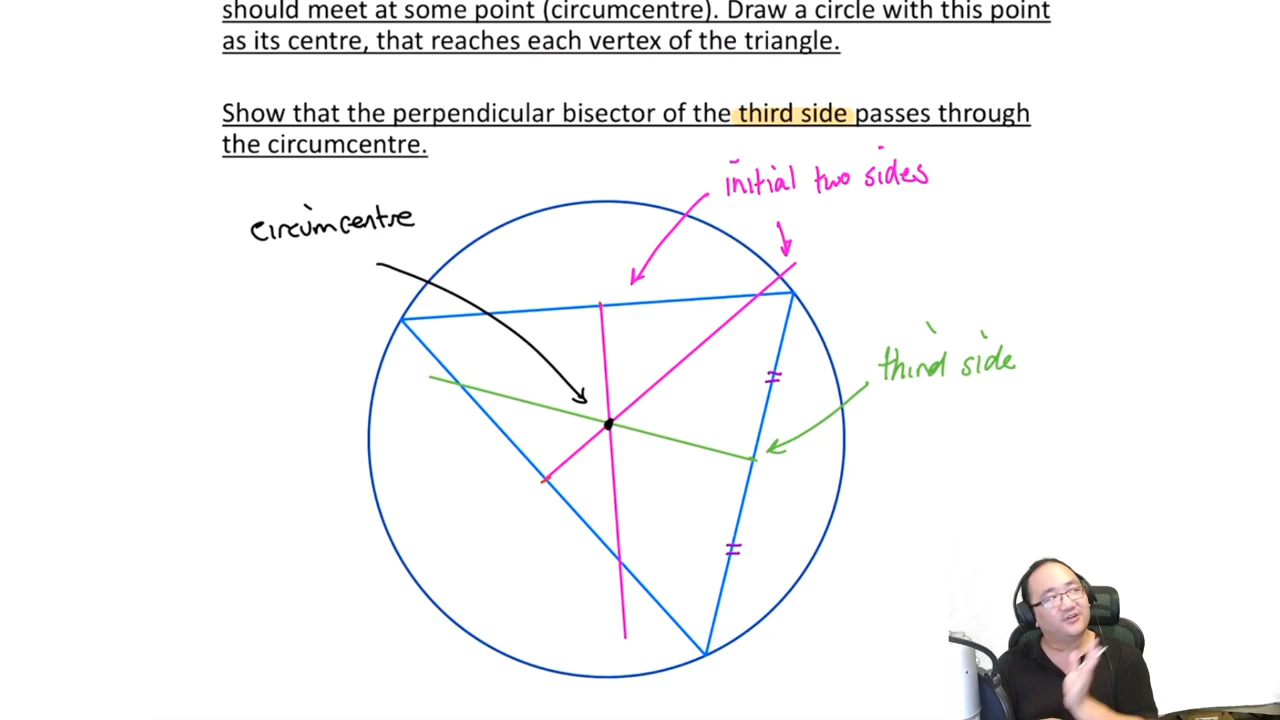 should meet at some point (circumcentre). Draw a circle with this point
as its centre, that reaches each vertex of the triangle.
Show that the perpendicular bisector of the third side passes through
the circumcentre.
initial two sides
circumcentre
third side